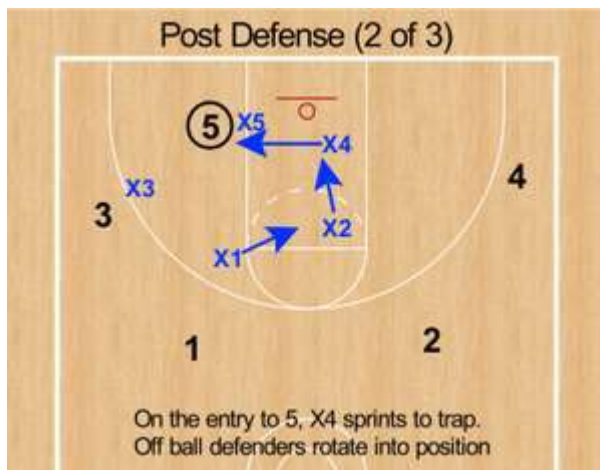 Post Defense (2 of 3)
5 X5
X4
4
X3
3
X2
X1
2
1
On the entry to 5, X4 sprints to trap.
Off ball defenders rotate into position